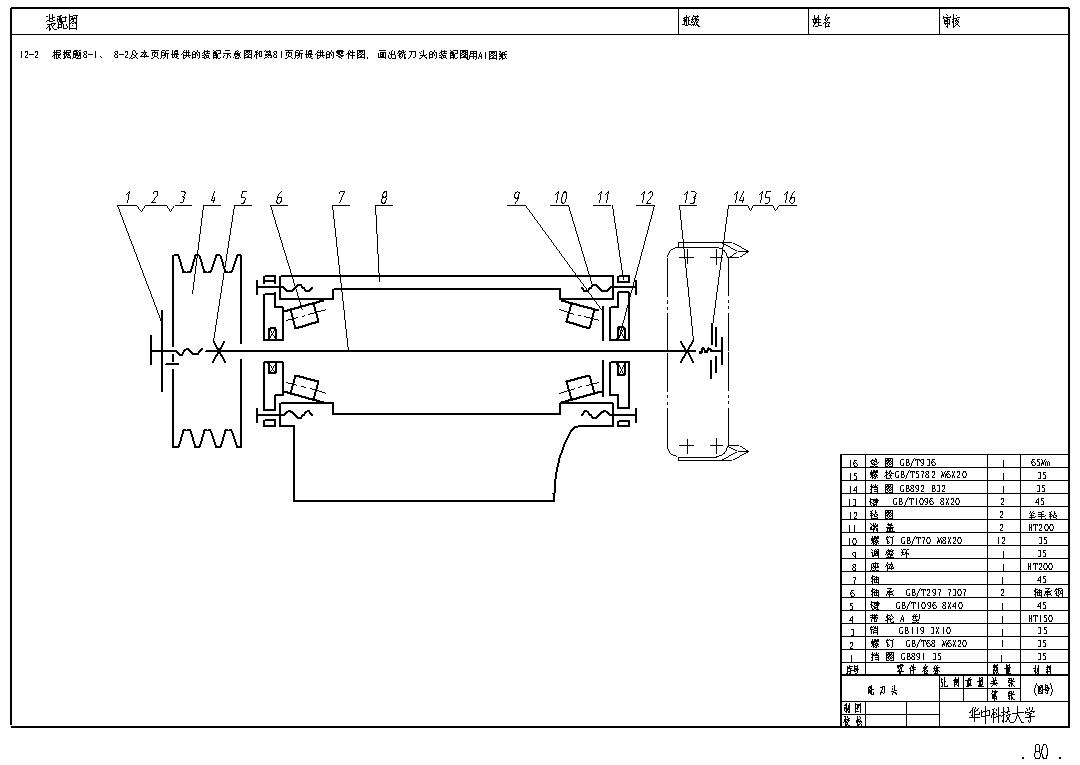 装配图 班级 姓名 审核
12-2 根据题8-1、 8-2及本页所提供的装配示意图和第81页所提供的零件图, 画出铣刀头的装配图用A1图纸
1 2 3 4 5 6 7 8 9 10 11 12 13 14 15 16
16 垫 圈 GB/T936 1 65Mn
15 螺 栓GB/T5782 M6X20 1 35
14 挡 圈 GB892 B32 1 35
13 键 GB/T1096 8X20 2 45
12 毡 圈 2 羊毛毡
11 端 盖 2 HT200
10 螺 钉 GB/T70 M8X20 12 35
9 调 整 环 1 35
8 座 体 1 HT200
7 轴 1 45
6 轴 承 GB/T297 7307 2 轴承钢
5 键 GB/T1096 8X40 1 45
4 带 轮 A 型 1 HT150
3 销 GB119 3X10 1 35
2 螺 钉 GB/T68 M6X20 1 35
1 挡 圈 GB891 35 1 35
序号 零 件 名 称 数 量 材 料
铣 刀 头 比 例 重 量 共 张 (图号)
第 张
制 图 华中科技大学
校 核
. 80 .